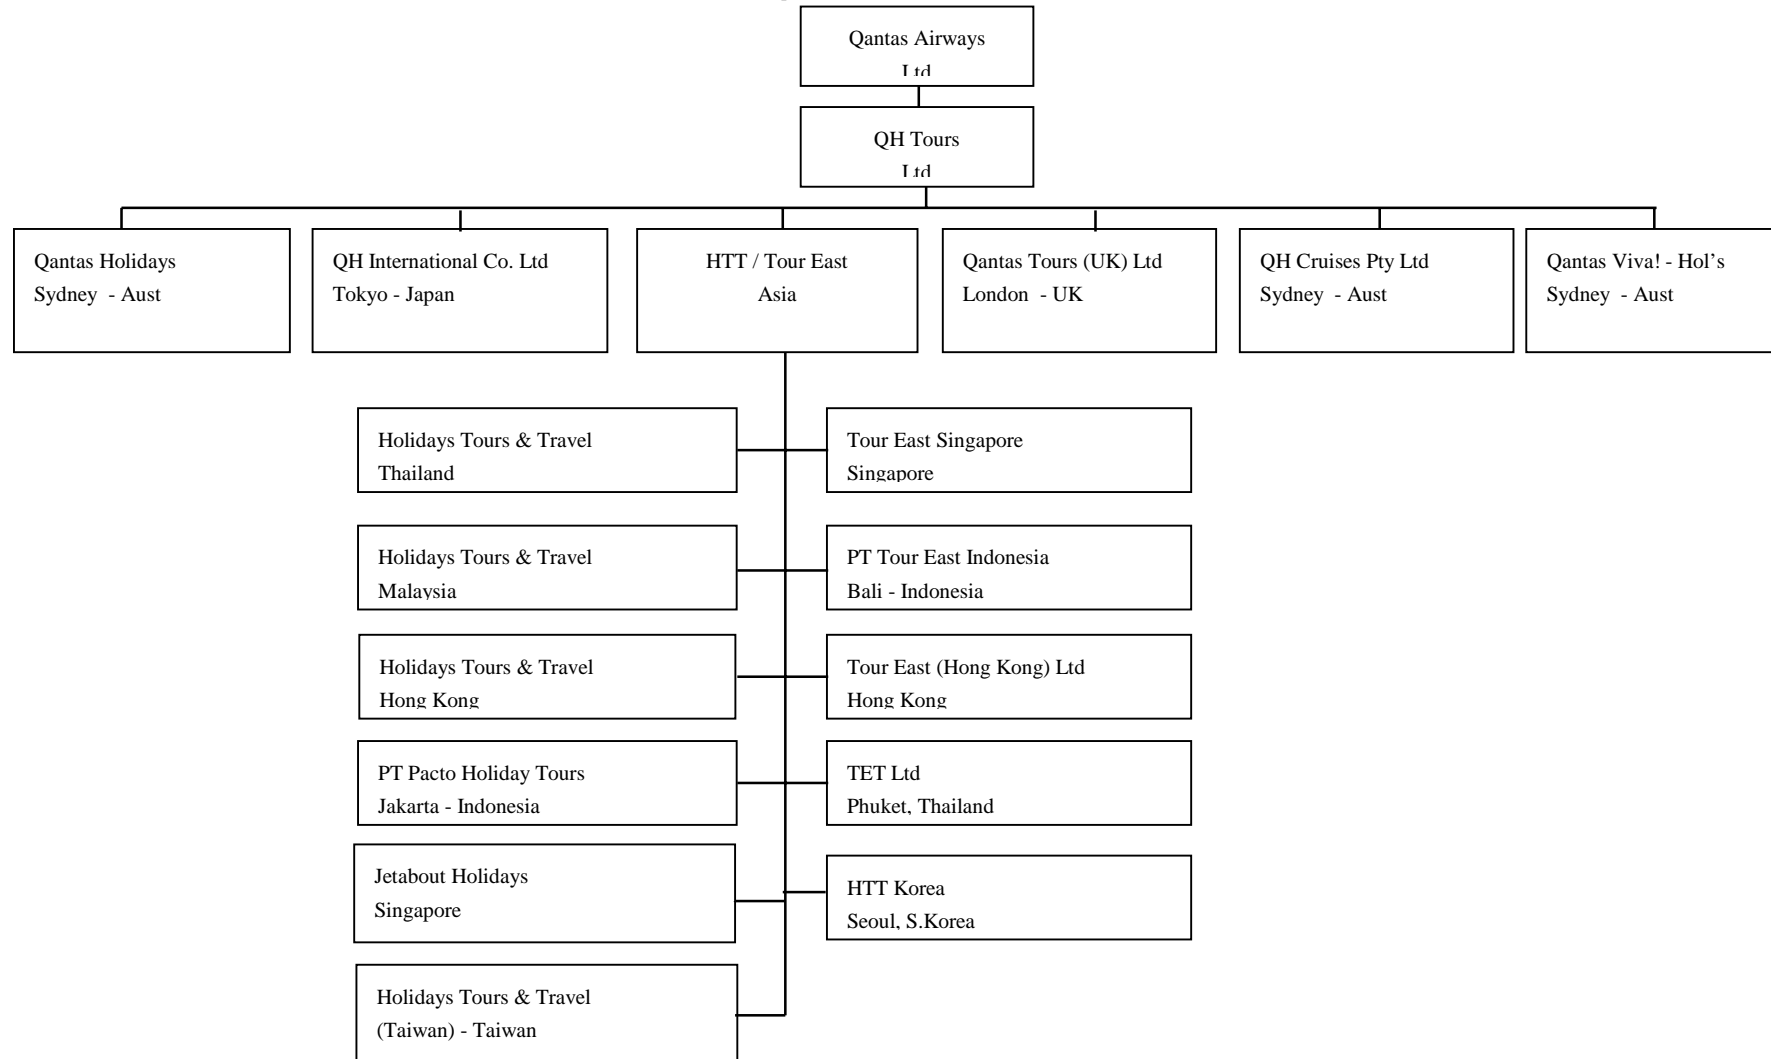 Qantas Airways
Ltd
QH Tours
Ltd
Qantas Holidays
Sydney - Aust
QH International Co. Ltd
Tokyo - Japan
HTT / Tour East
Asia
Qantas Tours (UK) Ltd
London - UK
QH Cruises Pty Ltd
Sydney - Aust
Qantas Viva! - Hol's
Sydney - Aust
Holidays Tours & Travel
Thailand
Tour East Singapore
Singapore
Holidays Tours & Travel
Malaysia
PT Tour East Indonesia
Bali - Indonesia
Holidays Tours & Travel
Hong Kong
Tour East (Hong Kong) Ltd
Hong Kong
PT Pacto Holiday Tours
Jakarta - Indonesia
TET Ltd
Phuket, Thailand
Jetabout Holidays
Singapore
HTT Korea
Seoul, S.Korea
Holidays Tours & Travel
(Taiwan) - Taiwan